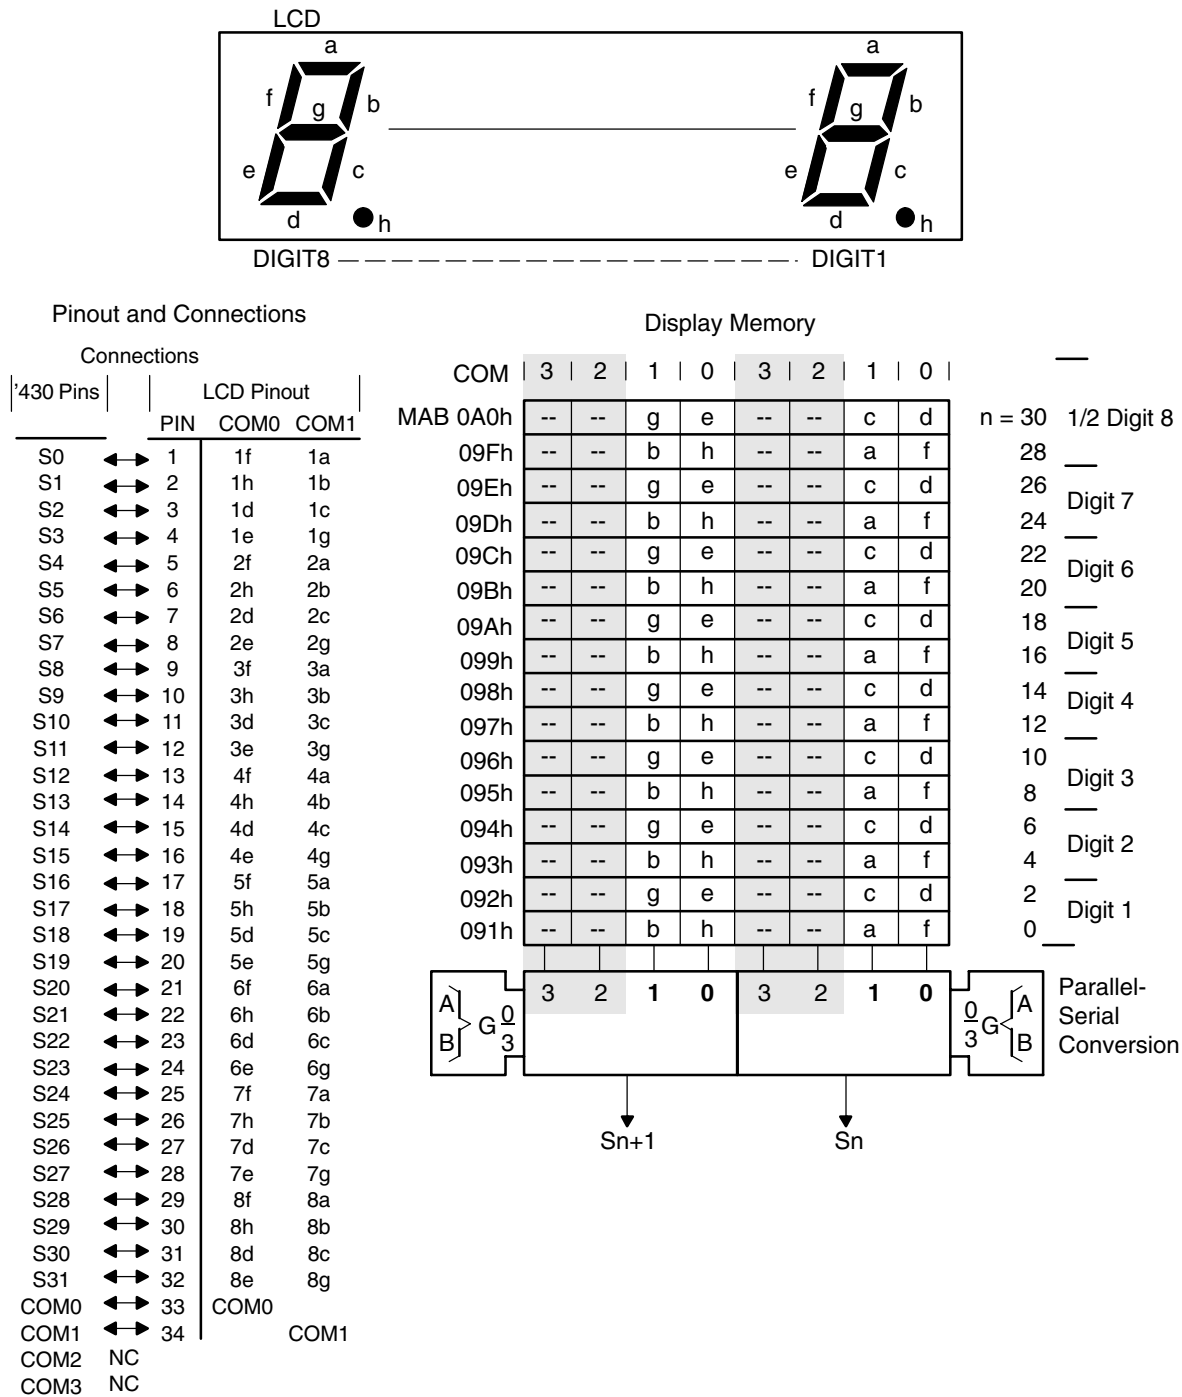 LCD
a a
f g b f g b
e c e c
d h d h
DIGIT8 DIGIT1
Pinout and Connections
Connections
'430 Pins LCD Pinout
PIN COM0 COM1
S0 1 1f 1a
S1 2 1h 1b
S2 3 1d 1c
S3 4 1e 1g
S4 5 2f 2a
S5 6 2h 2b
S6 7 2d 2c
S7 8 2e 2g
S8 9 3f 3a
S9 10 3h 3b
S10 11 3d 3c
S11 12 3e 3g
S12 13 4f 4a
S13 14 4h 4b
S14 15 4d 4c
S15 16 4e 4g
S16 17 5f 5a
S17 18 5h 5b
S18 19 5d 5c
S19 20 5e 5g
S20 21 6f 6a
S21 22 6h 6b
S22 23 6d 6c
S23 24 6e 6g
S24 25 7f 7a
S25 26 7h 7b
S26 27 7d 7c
S27 28 7e 7g
S28 29 8f 8a
S29 30 8h 8b
S30 31 8d 8c
S31 32 8e 8g
COM0 33 COM0
COM1 34 COM1
COM2 NC
COM3 NC
Display Memory
COM 3 2 1 0 3 2 1 0
MAB 0A0h -- -- g e -- -- c d n = 30 1/2 Digit 8
09Fh -- -- b h -- -- a f 28
09Eh -- -- g e -- -- c d 26
Digit 7
09Dh -- -- b h -- -- a f 24
09Ch -- -- g e -- -- c d 22
Digit 6
09Bh -- -- b h -- -- a f 20
09Ah -- -- g e -- -- c d 18
Digit 5
099h -- -- b h -- -- a f 16
098h -- -- g e -- -- c d 14
Digit 4
097h -- -- b h -- -- a f 12
096h -- -- g e -- -- c d 10
Digit 3
095h -- -- b h -- -- a f 8
094h -- -- g e -- -- c d 6
Digit 2
093h -- -- b h -- -- a f 4
092h -- -- g e -- -- c d 2
Digit 1
091h -- -- b h -- -- a f 0
A B G 0/3 3 2 1 0 3 2 1 0 0/3 G A B
Parallel-
Serial
Conversion
Sn+1 Sn